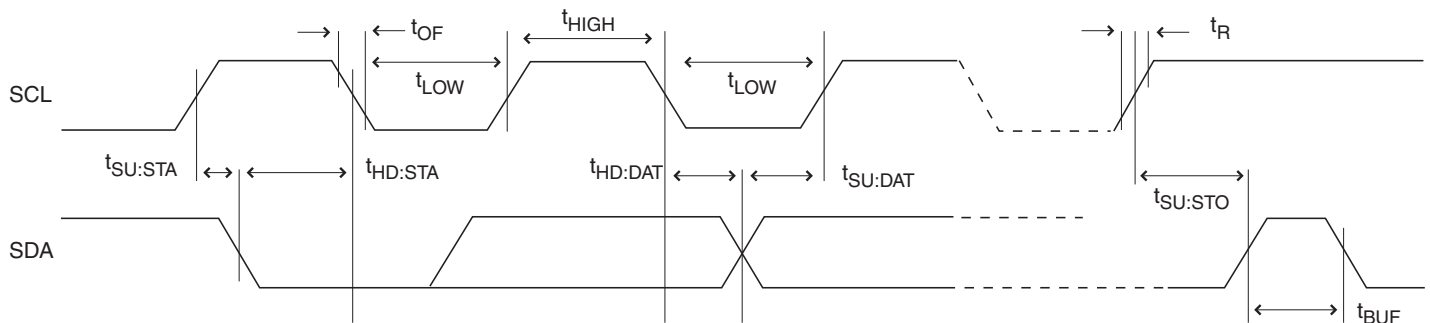 tOF
tHIGH
tR
tLOW
tLOW
SCL
tSU:STA
tHD:STA
tHD:DAT
tSU:DAT
tSU:STO
SDA
tBUF